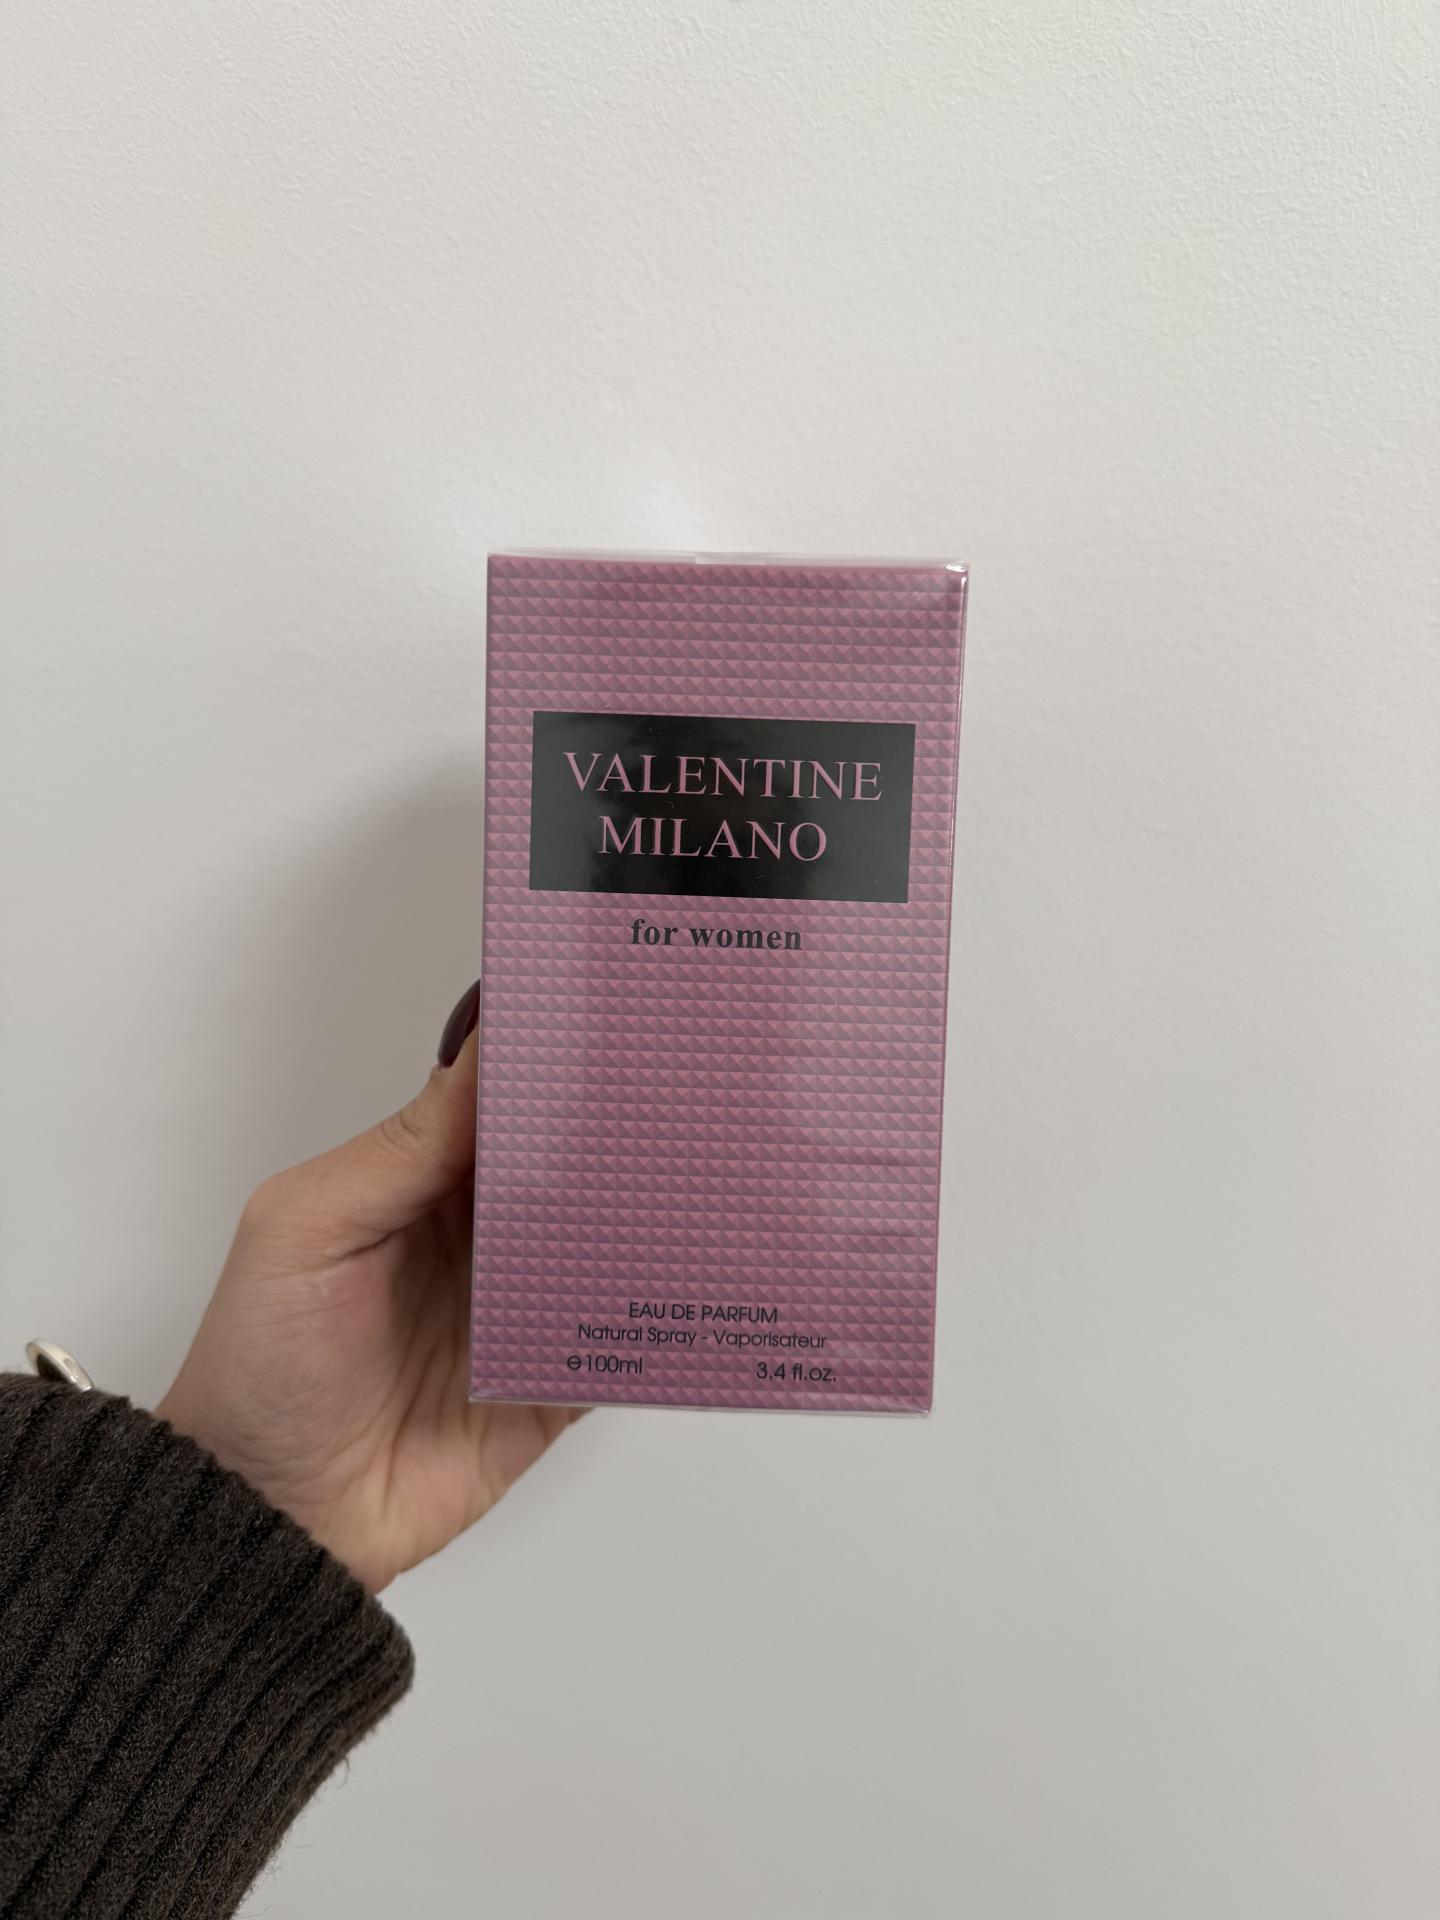 VALENTINE
MILANO
for women
EAU DE PARFUM
Natural Spray - Vaporisateur
℮100ml 3.4 fl.oz.